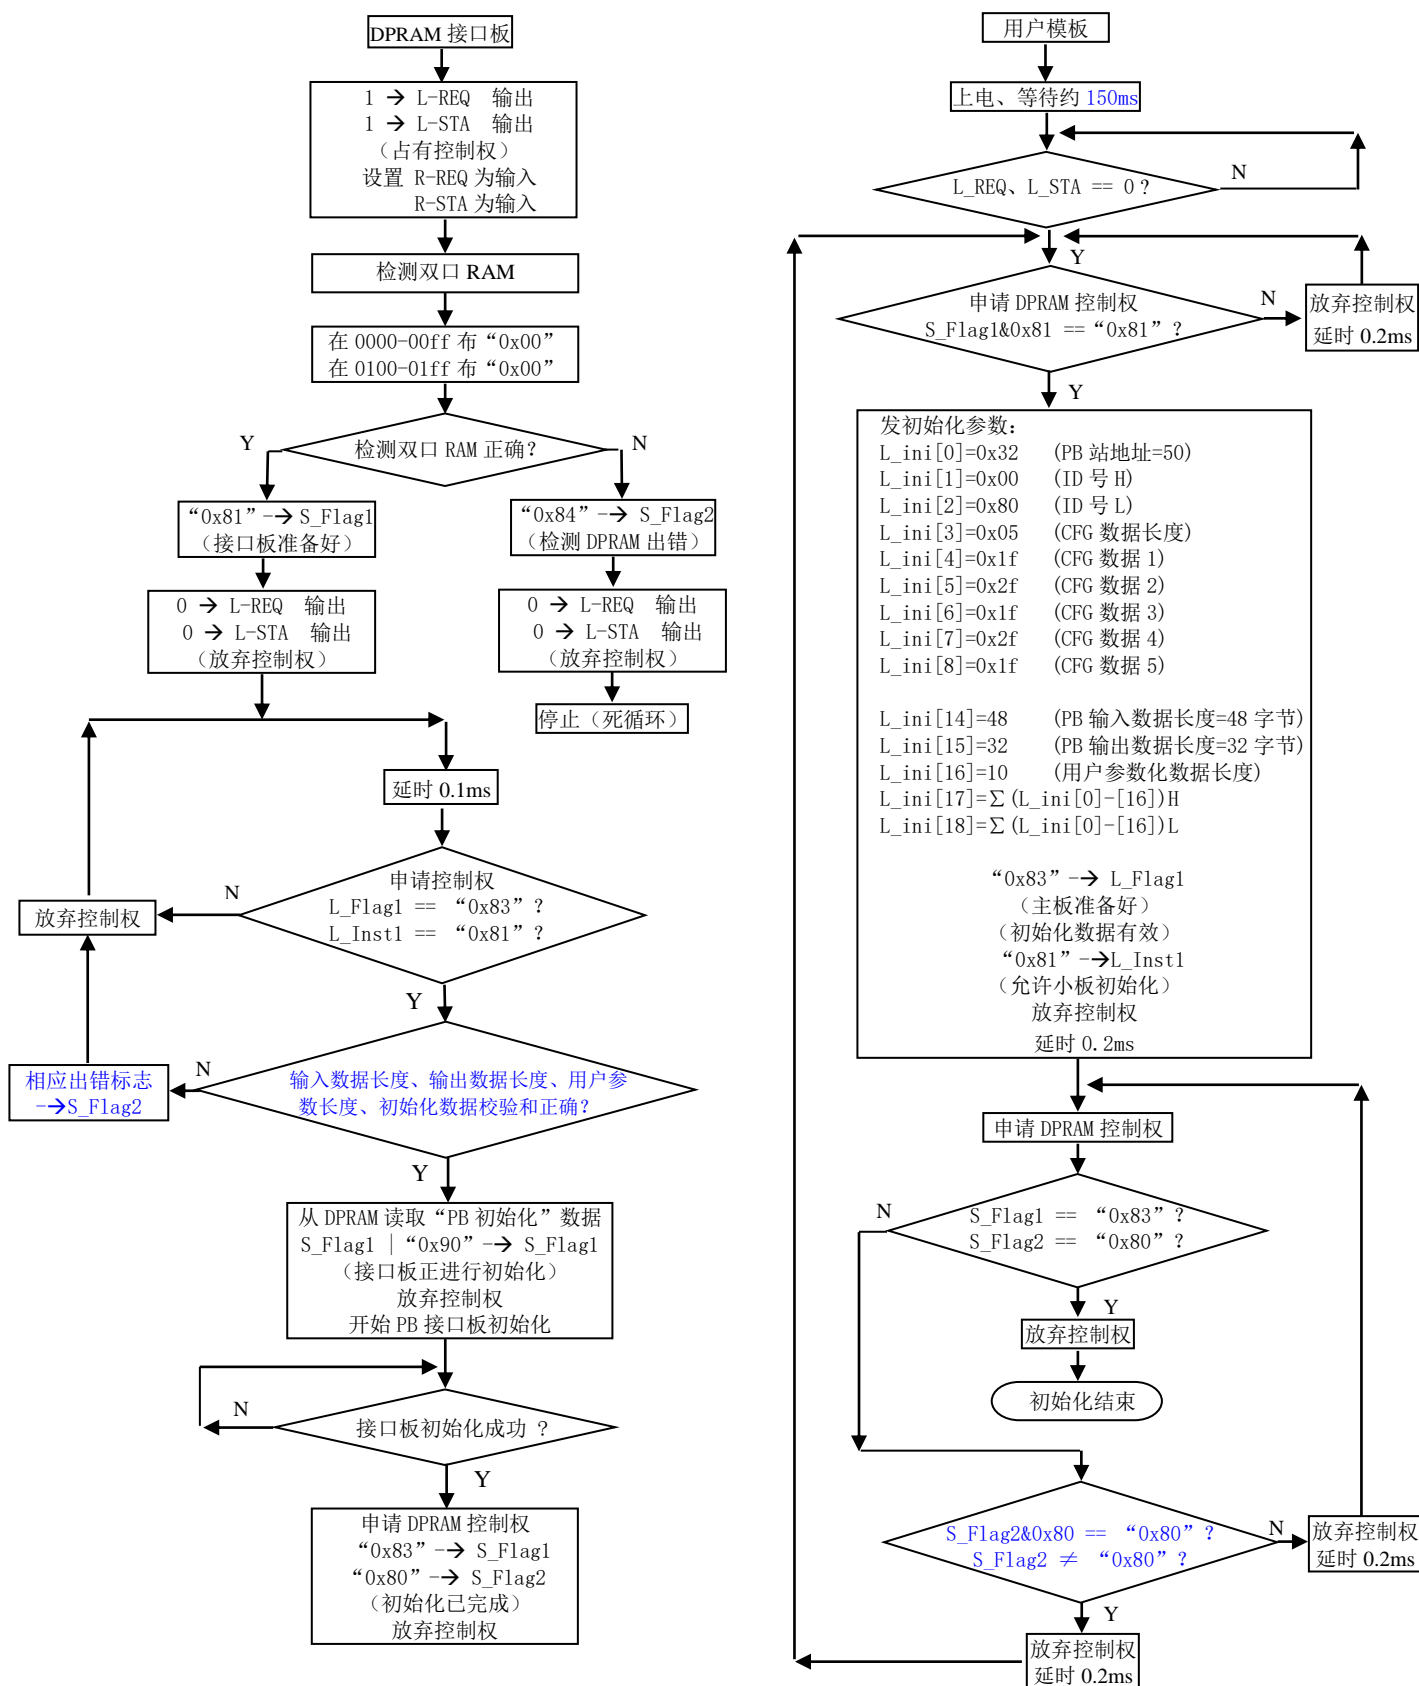 DPRAM 接口板
1 → L-REQ 输出
1 → L-STA 输出
（占有控制权）
设置 R-REQ 为输入
R-STA 为输入
检测双口 RAM
在 0000-00ff 布“0x00”
在 0100-01ff 布“0x00”
检测双口 RAM 正确？
Y
N
“0x81”-→ S_Flag1
（接口板准备好）
“0x84”-→ S_Flag2
（检测 DPRAM 出错）
0 → L-REQ 输出
0 → L-STA 输出
（放弃控制权）
0 → L-REQ 输出
0 → L-STA 输出
（放弃控制权）
停止（死循环）
延时 0.1ms
申请控制权
L_Flag1 == “0x83”？
L_Inst1 == “0x81”？
N
放弃控制权
Y
输入数据长度、输出数据长度、用户参
数长度、初始化数据校验和正确？
N
相应出错标志
-→S_Flag2
Y
从 DPRAM 读取“PB 初始化”数据
S_Flag1 | “0x90”-→ S_Flag1
（接口板正进行初始化）
放弃控制权
开始 PB 接口板初始化
N
接口板初始化成功 ？
Y
申请 DPRAM 控制权
“0x83”-→ S_Flag1
“0x80”-→ S_Flag2
（初始化已完成）
放弃控制权
用户模板
上电、等待约 150ms
L_REQ、L_STA == 0？
N
Y
申请 DPRAM 控制权
S_Flag1&0x81 == “0x81”？
N
放弃控制权
延时 0.2ms
Y
发初始化参数：
L_ini[0]=0x32 (PB 站地址=50)
L_ini[1]=0x00 (ID 号 H)
L_ini[2]=0x80 (ID 号 L)
L_ini[3]=0x05 (CFG 数据长度)
L_ini[4]=0x1f (CFG 数据 1)
L_ini[5]=0x2f (CFG 数据 2)
L_ini[6]=0x1f (CFG 数据 3)
L_ini[7]=0x2f (CFG 数据 4)
L_ini[8]=0x1f (CFG 数据 5)
L_ini[14]=48 (PB 输入数据长度=48 字节)
L_ini[15]=32 (PB 输出数据长度=32 字节)
L_ini[16]=10 (用户参数化数据长度)
L_ini[17]=Σ(L_ini[0]-[16])H
L_ini[18]=Σ(L_ini[0]-[16])L
“0x83”-→ L_Flag1
（主板准备好）
（初始化数据有效）
“0x81”-→L_Inst1
（允许小板初始化）
放弃控制权
延时 0.2ms
申请 DPRAM 控制权
N
S_Flag1 == “0x83”？
S_Flag2 == “0x80”？
Y
放弃控制权
初始化结束
S_Flag2&0x80 == “0x80”？
S_Flag2 ≠ “0x80”？
N
放弃控制权
延时 0.2ms
Y
放弃控制权
延时 0.2ms